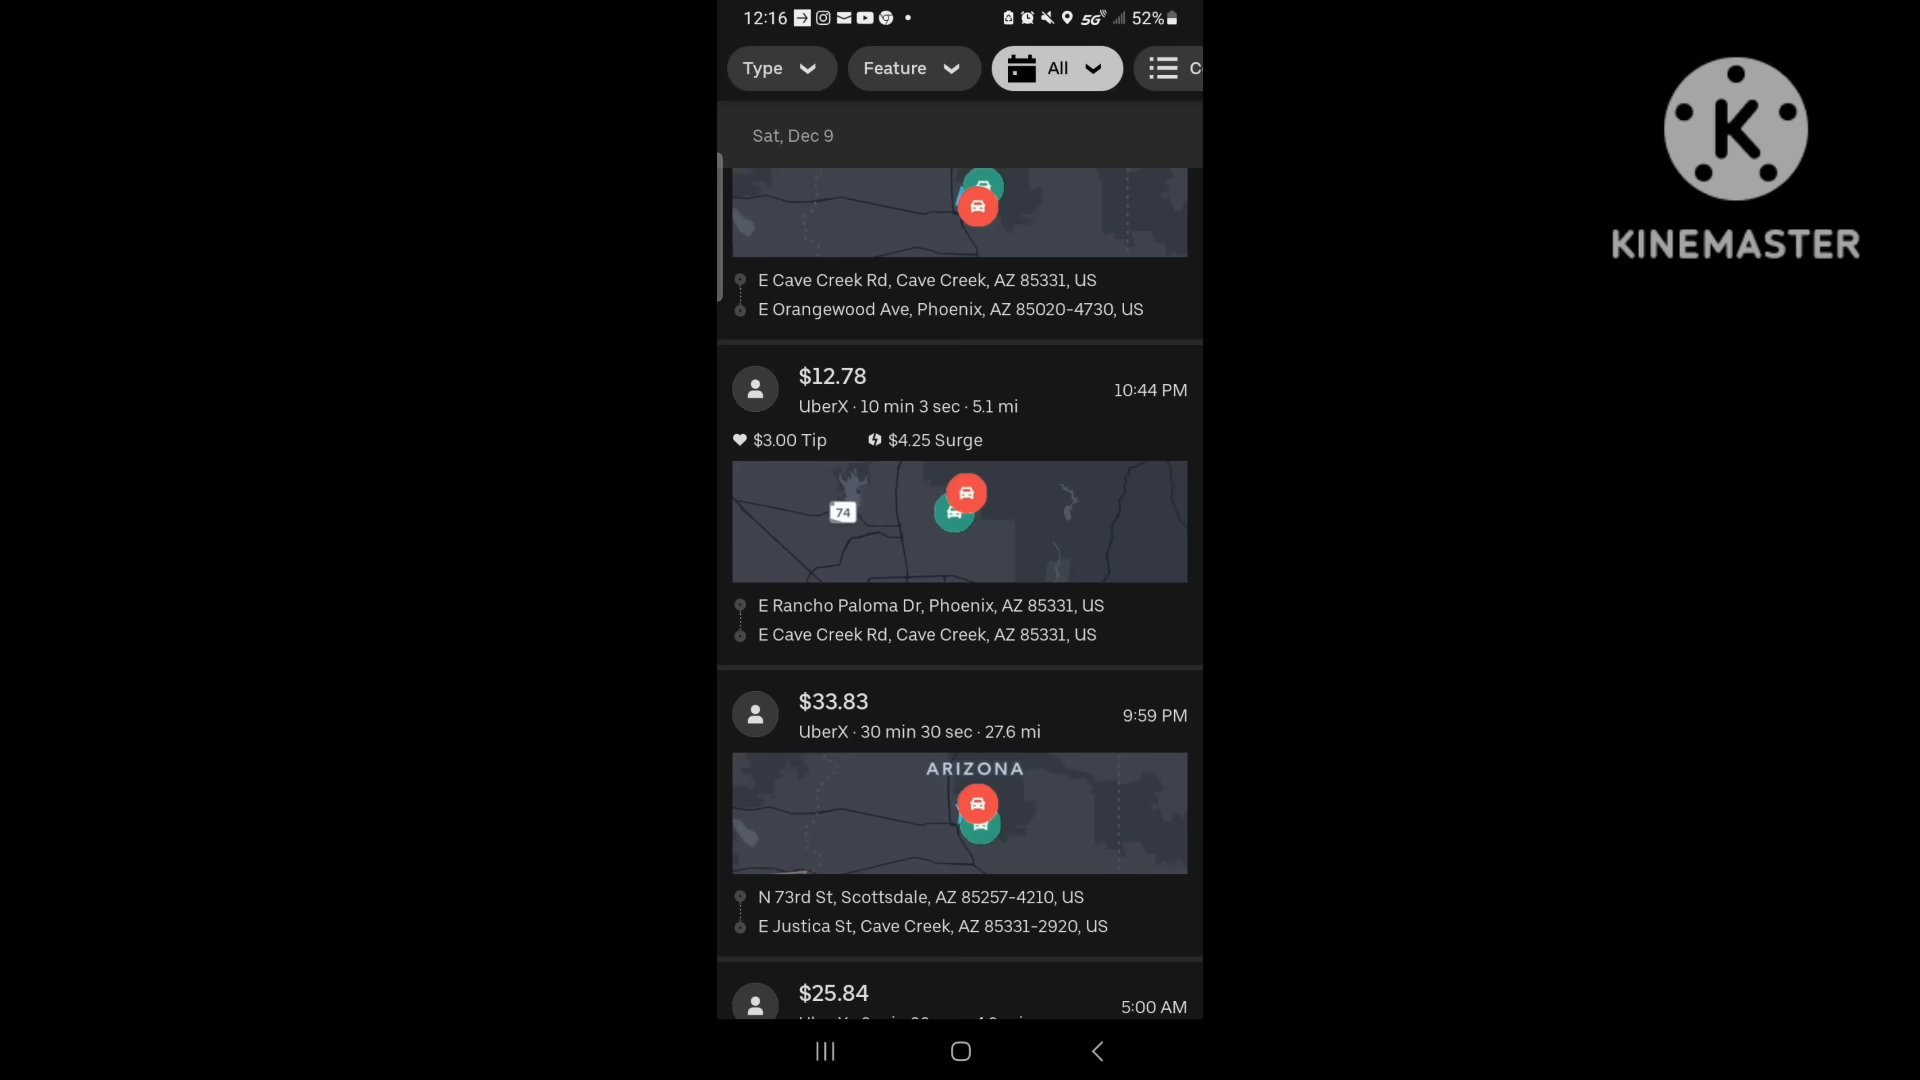 12:16 5G 52%
Type Feature All C
Sat, Dec 9
E Cave Creek Rd, Cave Creek, AZ 85331, US
E Orangewood Ave, Phoenix, AZ 85020-4730, US
$12.78
10:44 PM
UberX · 10 min 3 sec · 5.1 mi
$3.00 Tip $4.25 Surge
74
E Rancho Paloma Dr, Phoenix, AZ 85331, US
E Cave Creek Rd, Cave Creek, AZ 85331, US
$33.83
9:59 PM
UberX · 30 min 30 sec · 27.6 mi
ARIZONA
N 73rd St, Scottsdale, AZ 85257-4210, US
E Justica St, Cave Creek, AZ 85331-2920, US
$25.84
5:00 AM
K
KINEMASTER